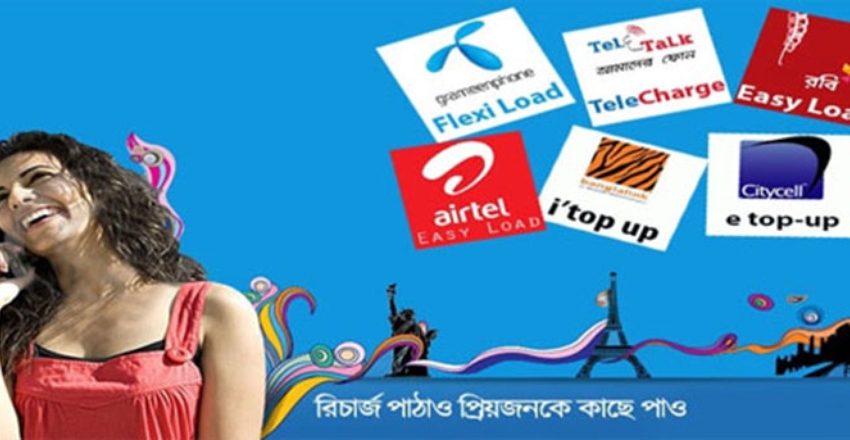 grameenphone
Flexi Load
TeleTaLk
আমাদের ফোন
TeleCharge
রবি
Easy Loa
airtel
EASY LOAD
banglalink
i'top up
Citycell
e top-up
রিচার্জ পাঠাও প্রিয়জনকে কাছে পাও